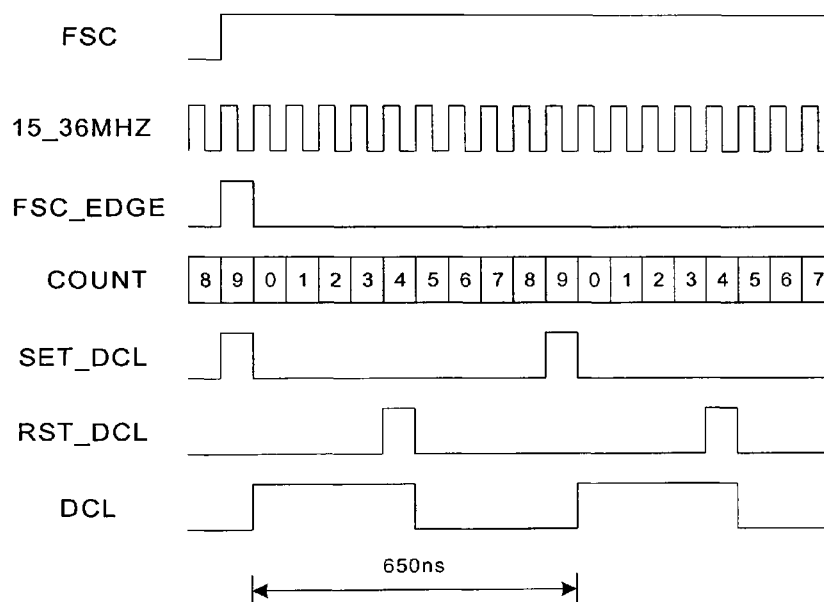 FSC
15_36MHZ
FSC_EDGE
COUNT 8 9 0 1 2 3 4 5 6 7 8 9 0 1 2 3 4 5 6 7
SET_DCL
RST_DCL
DCL
650ns